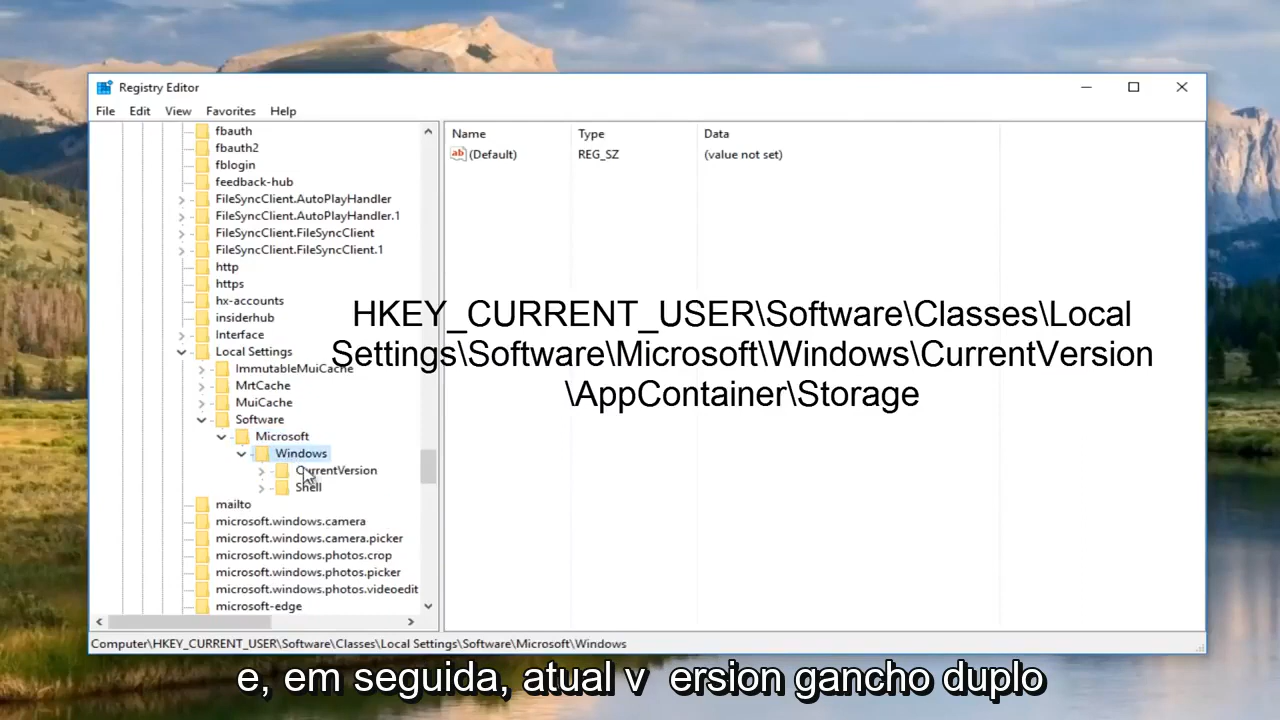 Registry Editor
File Edit View Favorites Help
fbauth
fbauth2
fblogin
feedback-hub
FileSyncClient.AutoPlayHandler
FileSyncClient.AutoPlayHandler.1
FileSyncClient.FileSyncClient
FileSyncClient.FileSyncClient.1
http
https
hx-accounts
insiderhub
Interface
Local Settings
ImmutableMuiCache
MrtCache
MuiCache
Software
Microsoft
Windows
CurrentVersion
Shell
mailto
microsoft.windows.camera
microsoft.windows.camera.picker
microsoft.windows.photos.crop
microsoft.windows.photos.picker
microsoft.windows.photos.videoedit
microsoft-edge
Name Type Data
ab (Default) REG_SZ (value not set)
HKEY_CURRENT_USER\Software\Classes\Local
Settings\Software\Microsoft\Windows\CurrentVersion
\AppContainer\Storage
Computer\HKEY_CURRENT_USER\Software\Classes\Local Settings\Software\Microsoft\Windows
e, em seguida, atual v ersion gancho duplo